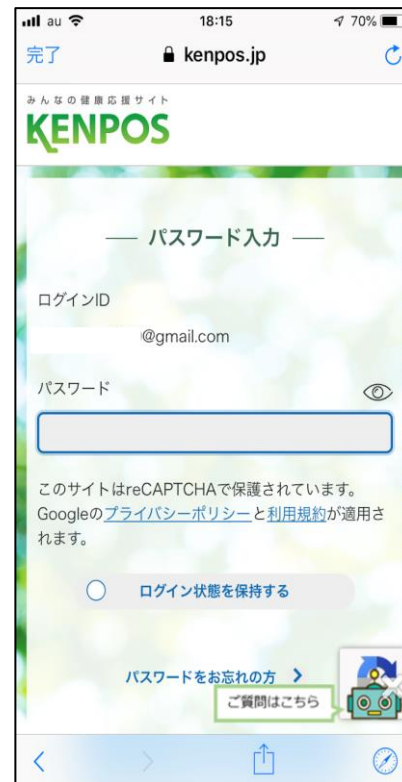 au 18:15 70%
完了 kenpos.jp
みんなの健康応援サイト
KENPOS
パスワード入力
ログインID
@gmail.com
パスワード
このサイトはreCAPTCHAで保護されています。
Googleのプライバシーポリシーと利用規約が適用さ
れます。
ログイン状態を保持する
パスワードをお忘れの方
ご質問はこちら